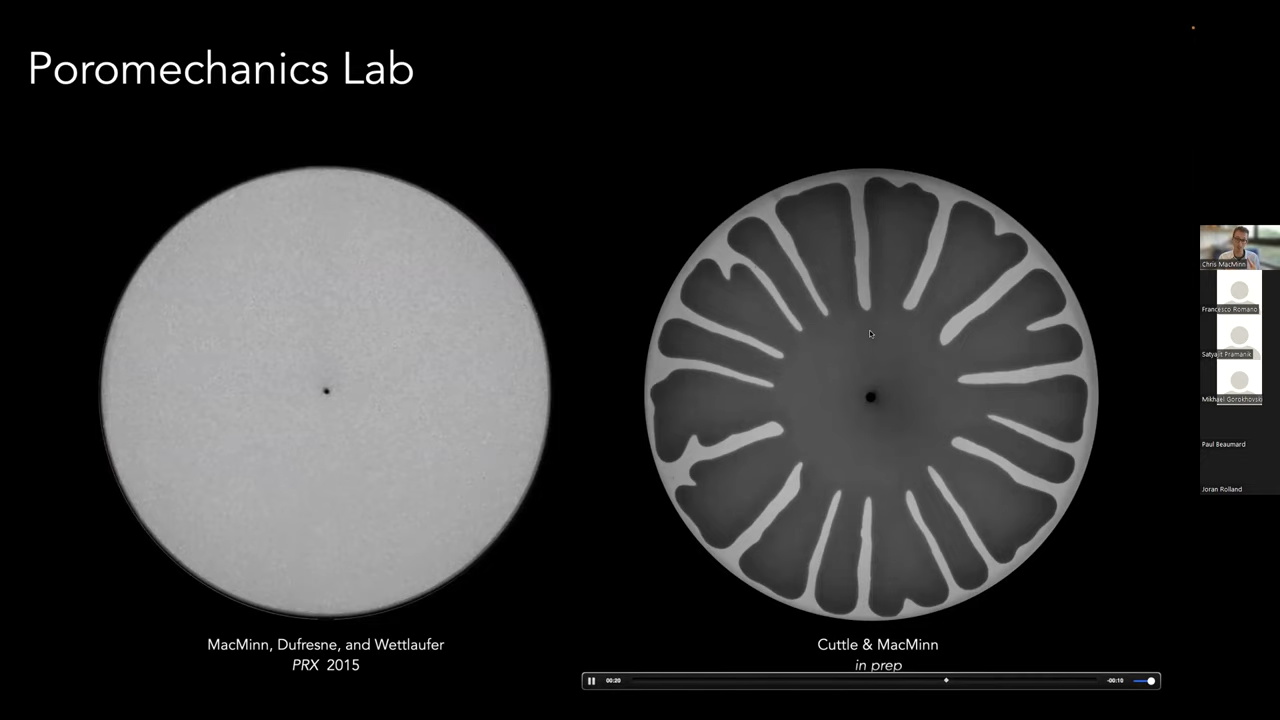 Poromechanics Lab
MacMinn, Dufresne, and Wettlaufer
PRX 2015
Cuttle & MacMinn
in prep
00:20
-00:10
Chris MacMinn
Francesco Romano
Satyajit Pramanik
Mikhael Gorokhovski
Paul Beaumard
Joran Rolland